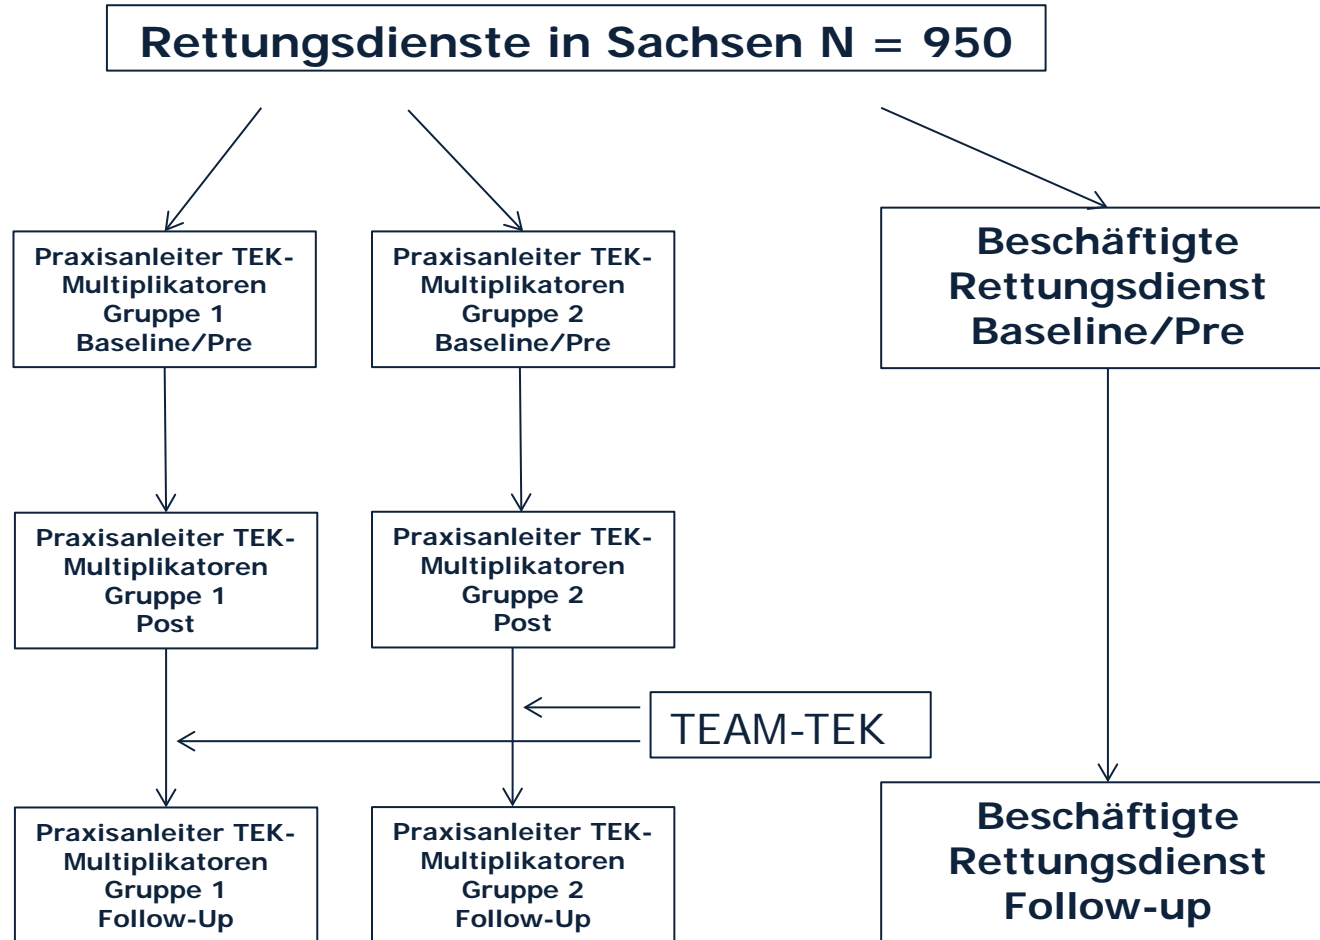 Rettungsdienste in Sachsen N = 950
Praxisanleiter TEK-
Multiplikatoren
Gruppe 1
Baseline/Pre
Praxisanleiter TEK-
Multiplikatoren
Gruppe 2
Baseline/Pre
Beschäftigte
Rettungsdienst
Baseline/Pre
Praxisanleiter TEK-
Multiplikatoren
Gruppe 1
Post
Praxisanleiter TEK-
Multiplikatoren
Gruppe 2
Post
TEAM-TEK
Praxisanleiter TEK-
Multiplikatoren
Gruppe 1
Follow-Up
Praxisanleiter TEK-
Multiplikatoren
Gruppe 2
Follow-Up
Beschäftigte
Rettungsdienst
Follow-up